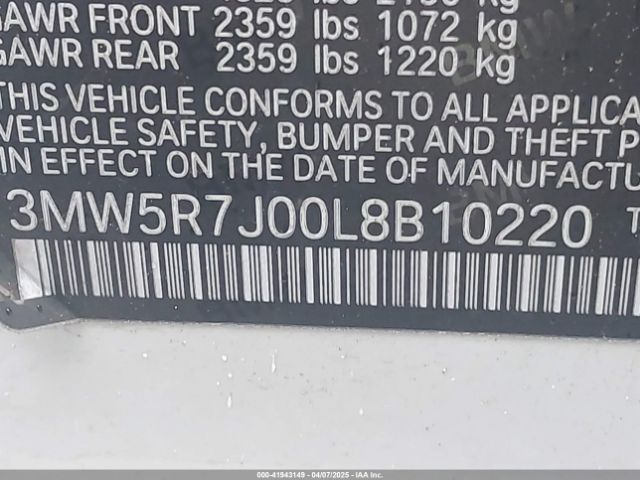 GAWR FRONT 2359 lbs 1072 kg
GAWR REAR 2359 lbs 1220 kg
THIS VEHICLE CONFORMS TO ALL APPLICA
VEHICLE SAFETY, BUMPER AND THEFT P
IN EFFECT ON THE DATE OF MANUFACTU
3MW5R7J00L8B10220 T
000-41943149 - 04/07/2025 - IAA Inc.